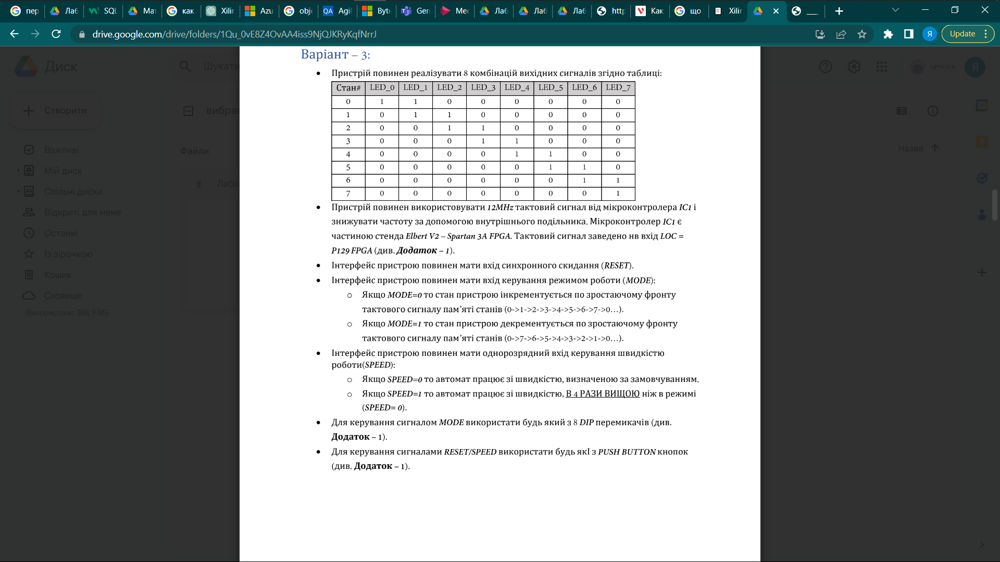 пер
Лаб
SQL
Мат
как
Xilir
Azu
obje
Agil
Byte
Gen
Mee
Лаб
Лаб
Лаб
http
Как
що
Xilir
drive.google.com/drive/folders/1Qu_0vE8Z4OvAA4iss9NjQJKRyKqfNrrJ
Я
Update
Диск
Шукати
LPNU.UA
Я
Створити
вибран
Важливі
Мій диск
Спільні диски
Відкриті для мене
Останні
Із зірочкою
Кошик
Сховище
Використано 388,9 МБ
Файли
Лабо
Назва
Варіант – 3:
• Пристрій повинен реалізувати 8 комбінацій вихідних сигналів згідно таблиці:
Стан# LED_0 LED_1 LED_2 LED_3 LED_4 LED_5 LED_6 LED_7
0 1 1 0 0 0 0 0 0
1 0 1 1 0 0 0 0 0
2 0 0 1 1 0 0 0 0
3 0 0 0 1 1 0 0 0
4 0 0 0 0 1 1 0 0
5 0 0 0 0 0 1 1 0
6 0 0 0 0 0 0 1 1
7 0 0 0 0 0 0 0 1
• Пристрій повинен використовувати 12MHz тактовий сигнал від мікроконтролера IC1 і
знижувати частоту за допомогою внутрішнього подільника. Мікроконтролер IC1 є
частиною стенда Elbert V2 – Spartan 3A FPGA. Тактовий сигнал заведено нв вхід LOC =
P129 FPGA (див. Додаток – 1).
• Інтерфейс пристрою повинен мати вхід синхронного скидання (RESET).
• Інтерфейс пристрою повинен мати вхід керування режимом роботи (MODE):
o Якщо MODE=0 то стан пристрою інкрементується по зростаючому фронту
тактового сигналу пам’яті станів (0->1->2->3->4->5->6->7->0…).
o Якщо MODE=1 то стан пристрою декрементується по зростаючому фронту
тактового сигналу пам’яті станів (0->7->6->5->4->3->2->1->0…).
• Інтерфейс пристрою повинен мати однорозрядний вхід керування швидкістю
роботи(SPEED):
o Якщо SPEED=0 то автомат працює зі швидкістю, визначеною за замовчуванням.
o Якщо SPEED=1 то автомат працює зі швидкістю, В 4 РАЗИ ВИЩОЮ ніж в режимі
(SPEED= 0).
• Для керування сигналом MODE використати будь який з 8 DIP перемикачів (див.
Додаток – 1).
• Для керування сигналами RESET/SPEED використати будь якІ з PUSH BUTTON кнопок
(див. Додаток – 1).